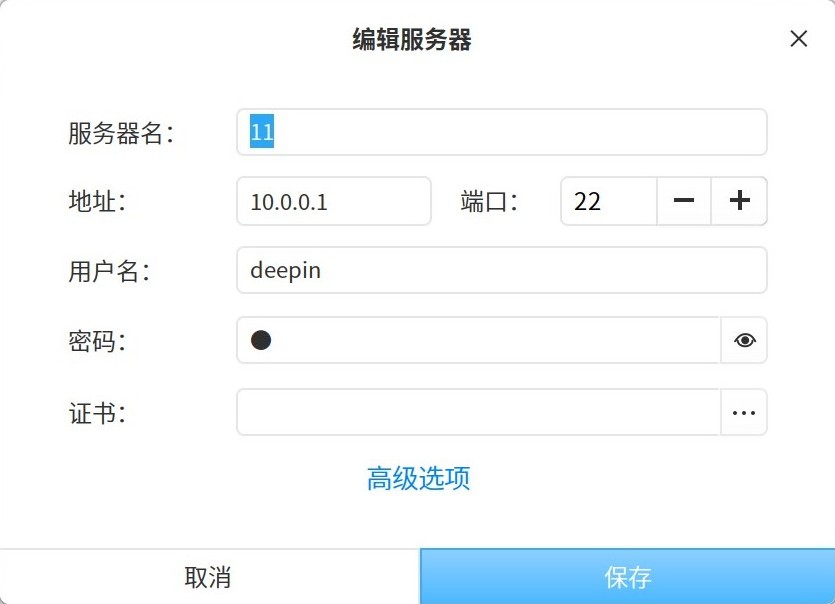 编辑服务器
服务器名： 11
地址： 10.0.0.1 端口： 22
用户名： deepin
密码： ●
证书：
高级选项
取消 保存